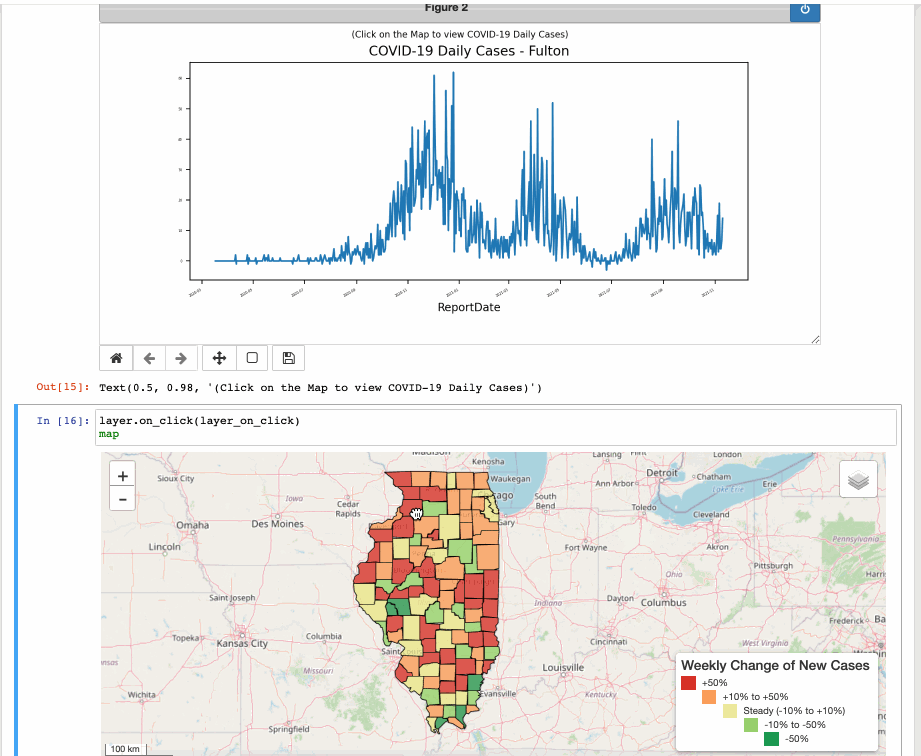 Figure 2
(Click on the Map to view COVID-19 Daily Cases)
COVID-19 Daily Cases - Fulton
ReportDate
Out[15]: Text(0.5, 0.98, '(Click on the Map to view COVID-19 Daily Cases)')
In [16]: layer.on_click(layer_on_click)
map
+
−
Madison
Kenosha
Lansing
Flint
London
Sioux City
Waukegan
Ann Arbor
Detroit
Chatham
Erie
Iowa
Cedar
Rapids
South
Bend
Toledo
Lake Erie
Cleveland
Omaha
Des Moines
Gary
Akron
Pennsylvania
Lincoln
Fort Wayne
Pittsburgh
Ohio
Saint Joseph
Indiana
Dayton
Columbus
Topeka
Kansas City
Columbia
Saint
Cincinnati
West Virginia
Frederick
Missouri
Louisville
Wichita
Evansville
Kentucky
Springfield
100 km
Weekly Change of New Cases
+50%
+10% to +50%
Steady (-10% to +10%)
-10% to -50%
-50%